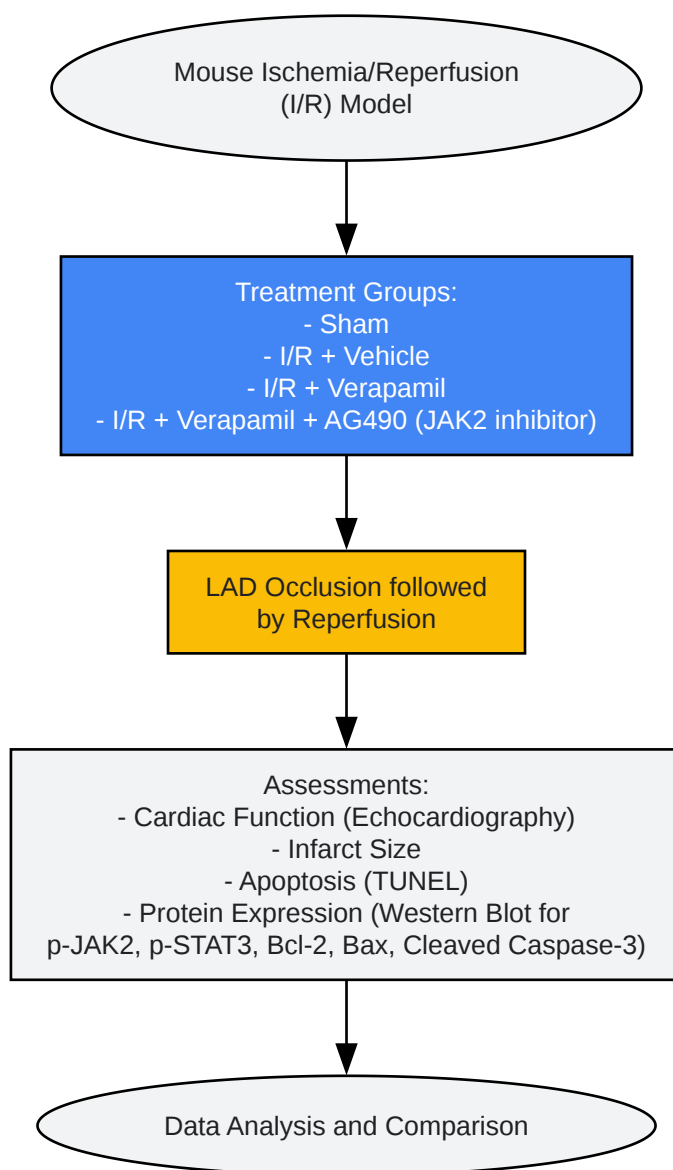 Mouse Ischemia/Reperfusion
(I/R) Model
Treatment Groups:
- Sham
- I/R + Vehicle
- I/R + Verapamil
- I/R + Verapamil + AG490 (JAK2 inhibitor)
LAD Occlusion followed
by Reperfusion
Assessments:
- Cardiac Function (Echocardiography)
- Infarct Size
- Apoptosis (TUNEL)
- Protein Expression (Western Blot for
p-JAK2, p-STAT3, Bcl-2, Bax, Cleaved Caspase-3)
Data Analysis and Comparison